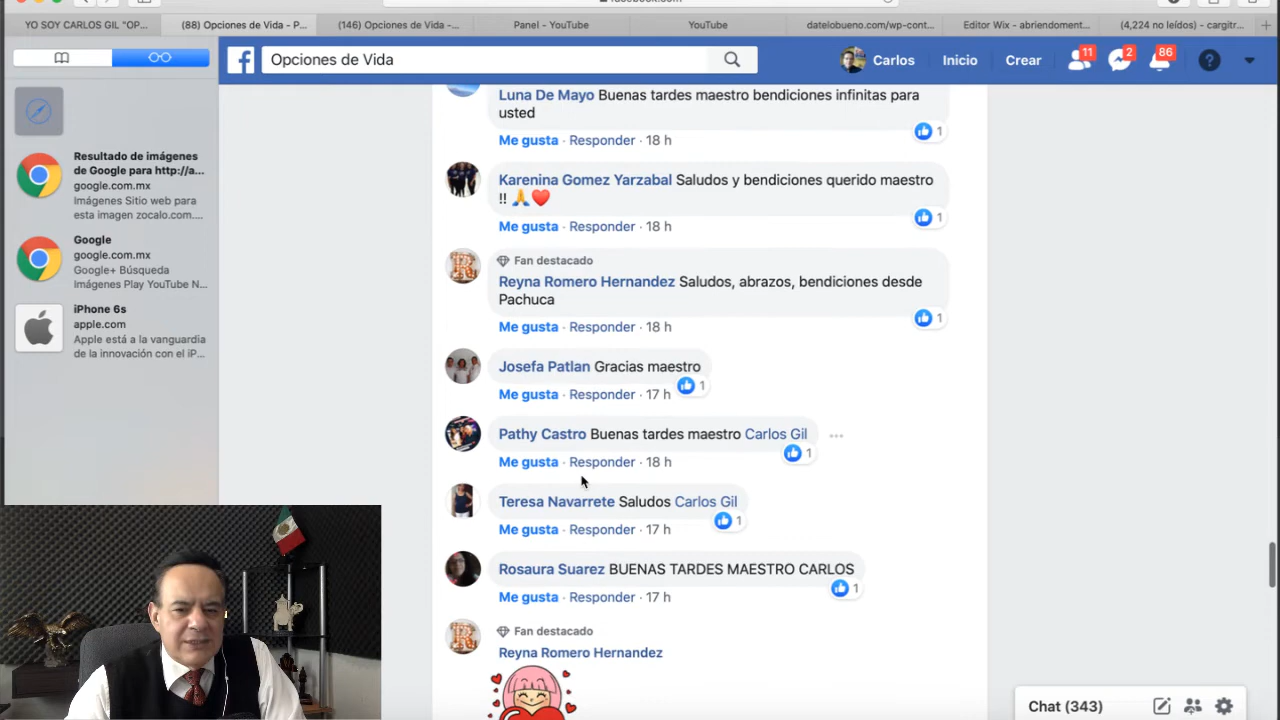 facebook.com
YO SOY CARLOS GIL "OP...
(88) Opciones de Vida - P...
(146) Opciones de Vida -...
Panel - YouTube
YouTube
datelobueno.com/wp-cont...
Editor Wix - abriendoment...
(4,224 no leídos) - cargitr...
f
Opciones de Vida
Carlos
Inicio
Crear
11
2
86
?
Resultado de imágenes
de Google para http://a...
google.com.mx
Imágenes Sitio web para
esta imagen zocalo.com....
Google
google.com.mx
Google+ Búsqueda
Imágenes Play YouTube N...
iPhone 6s
apple.com
Apple está a la vanguardia
de la innovación con el iP...
Luna De Mayo Buenas tardes maestro bendiciones infinitas para
usted
1
Me gusta · Responder · 18 h
Karenina Gomez Yarzabal Saludos y bendiciones querido maestro
!! 🙏❤️
1
Me gusta · Responder · 18 h
Fan destacado
Reyna Romero Hernandez Saludos, abrazos, bendiciones desde
Pachuca
1
Me gusta · Responder · 18 h
Josefa Patlan Gracias maestro
1
Me gusta · Responder · 17 h
Pathy Castro Buenas tardes maestro Carlos Gil
1
Me gusta · Responder · 18 h
Teresa Navarrete Saludos Carlos Gil
1
Me gusta · Responder · 17 h
Rosaura Suarez BUENAS TARDES MAESTRO CARLOS
1
Me gusta · Responder · 17 h
Fan destacado
Reyna Romero Hernandez
Chat (343)